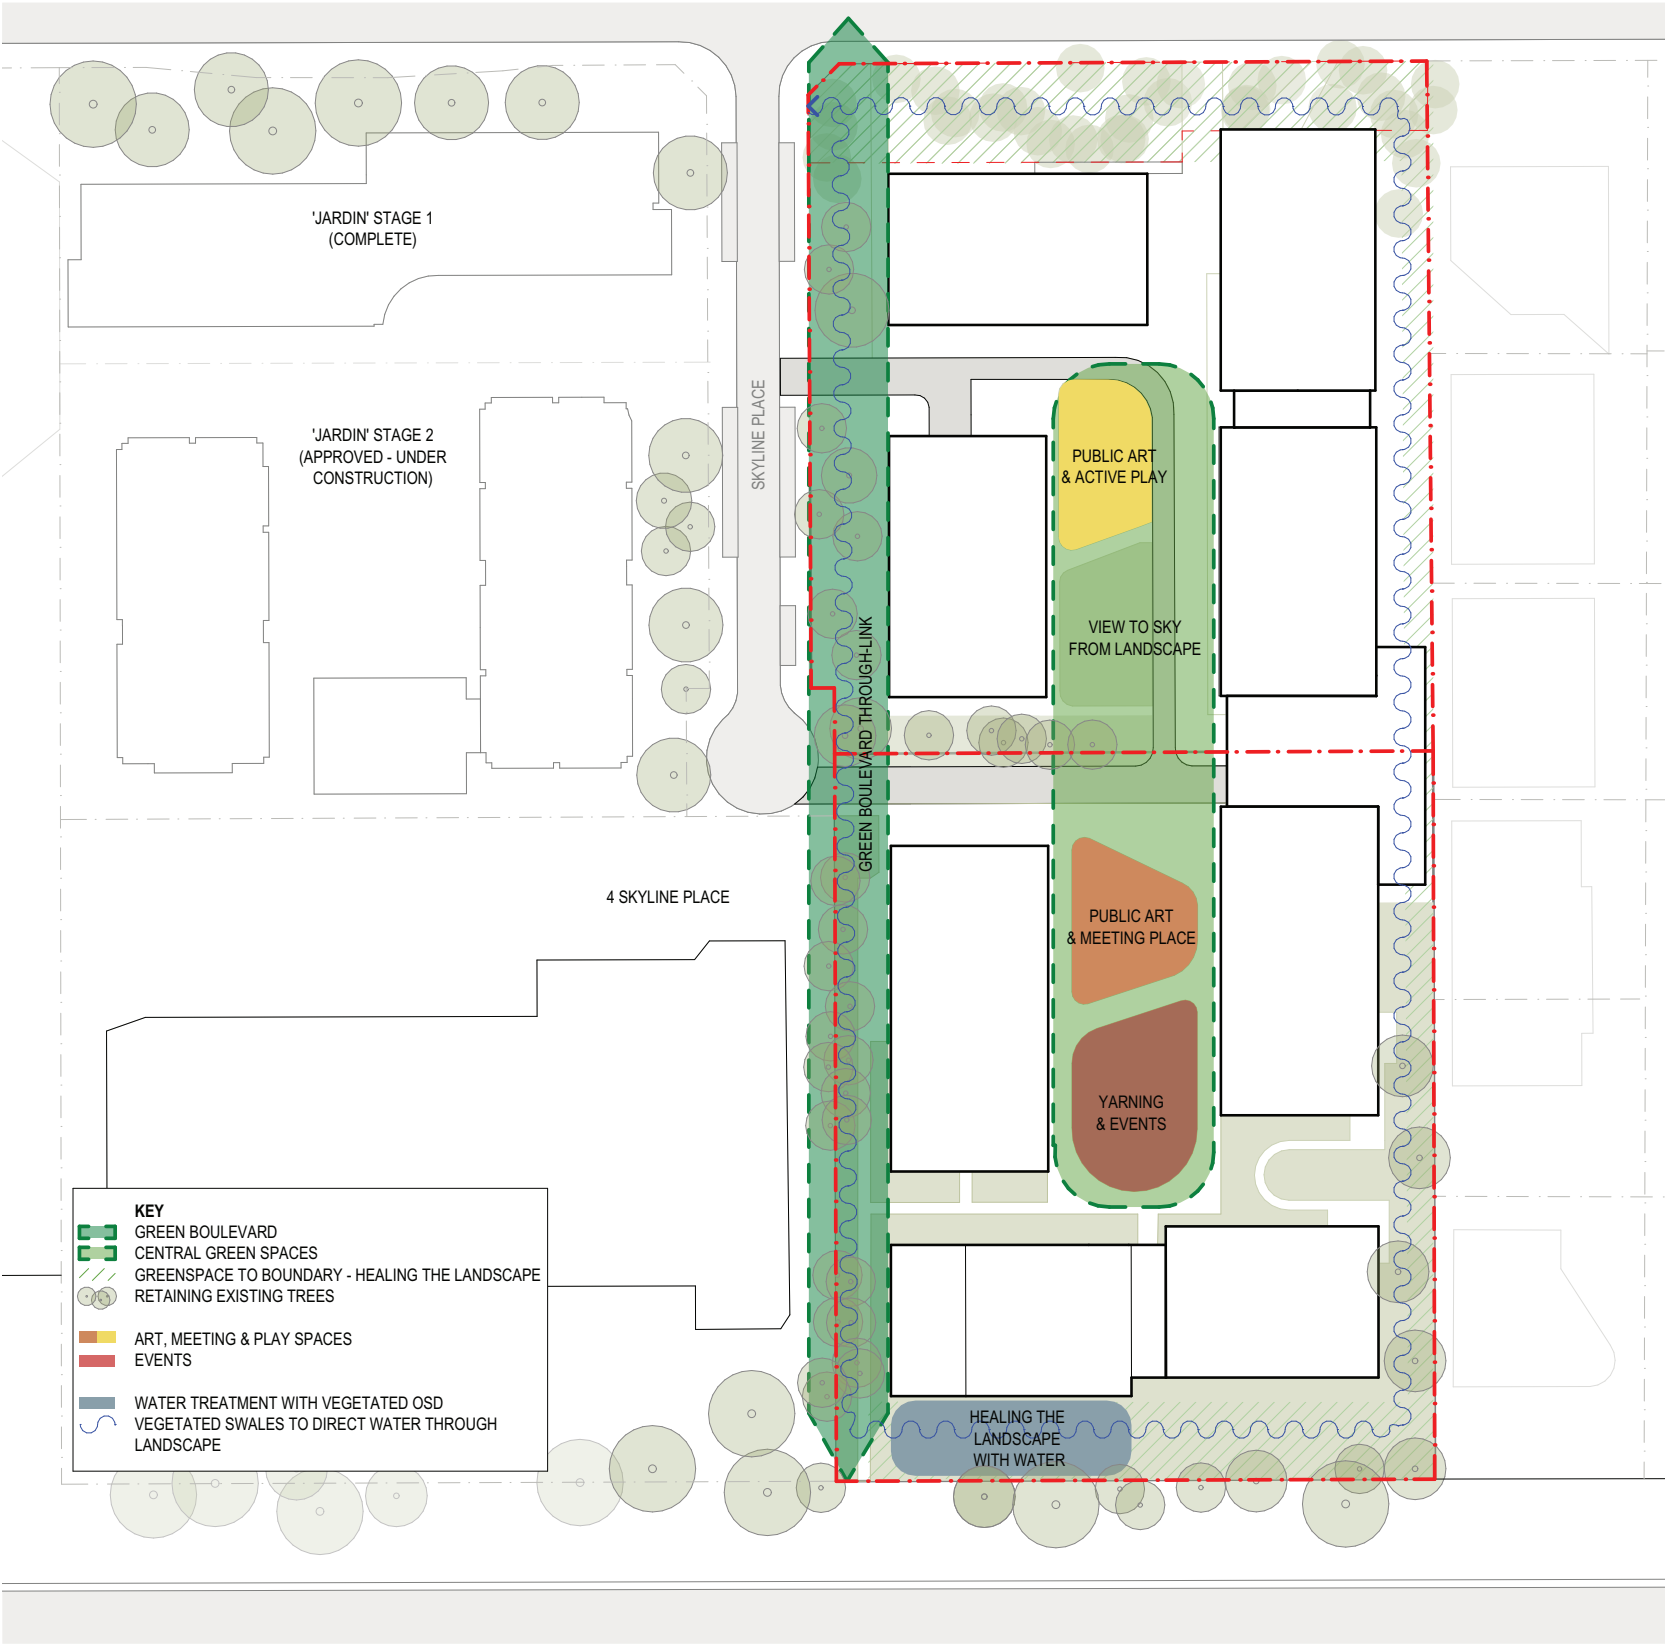 'JARDIN' STAGE 1
(COMPLETE)
'JARDIN' STAGE 2
(APPROVED - UNDER
CONSTRUCTION)
SKYLINE PLACE
PUBLIC ART
& ACTIVE PLAY
VIEW TO SKY
FROM LANDSCAPE
GREEN BOULEVARD THROUGH-LINK
4 SKYLINE PLACE
PUBLIC ART
& MEETING PLACE
YARNING
& EVENTS
HEALING THE
LANDSCAPE
WITH WATER
KEY
GREEN BOULEVARD
CENTRAL GREEN SPACES
GREENSPACE TO BOUNDARY - HEALING THE LANDSCAPE
RETAINING EXISTING TREES
ART, MEETING & PLAY SPACES
EVENTS
WATER TREATMENT WITH VEGETATED OSD
VEGETATED SWALES TO DIRECT WATER THROUGH
LANDSCAPE